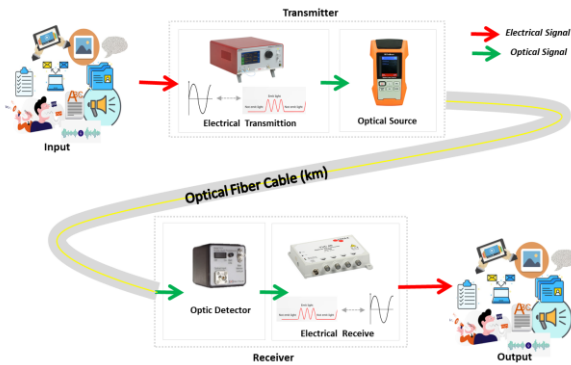 Transmitter
Electrical Signal
Optical Signal
Electrical Transmittion
Optical Source
Input
Optical Fiber Cable (km)
Optic Detector
Electrical Receive
Receiver
Output